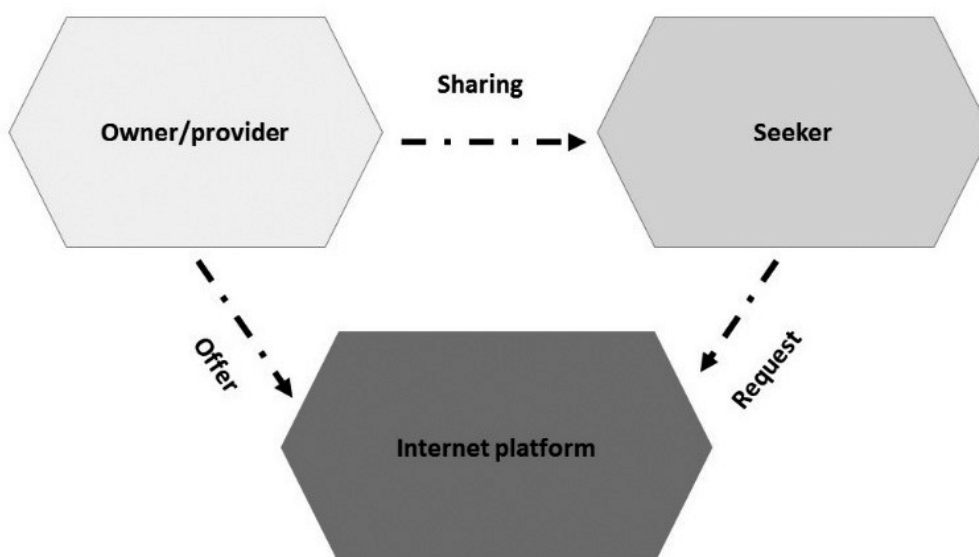 Sharing
Owner/provider
Seeker
Offer
Request
Internet platform